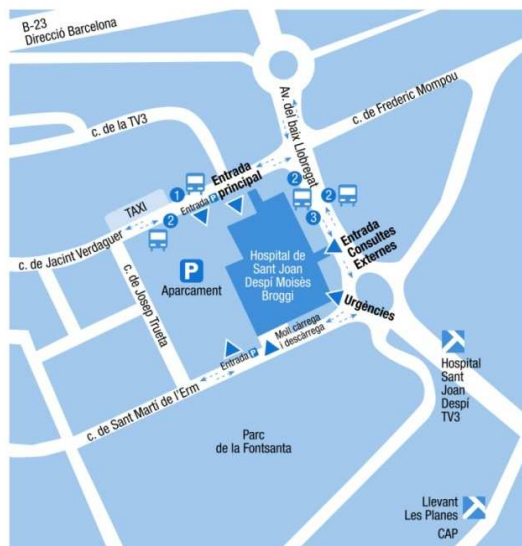 B-23
Direcció Barcelona
c. de la TV3
Av. del baix Llobregat
c. de Frederic Mompou
TAXI
1
Entrada P
Entrada
principal
2
2
2
3
c. de Jacint Verdaguer
c. de Josep Trueta
P
Aparcament
Hospital de
Sant Joan
Despí Moisès
Broggi
Entrada
Consultes
Externes
Urgències
Moll càrrega
i descàrrega
Entrada P
c. de Sant Martí de l'Erm
Parc
de la Fontsanta
Hospital
Sant
Joan
Despí
TV3
Llevant
Les Planes
CAP